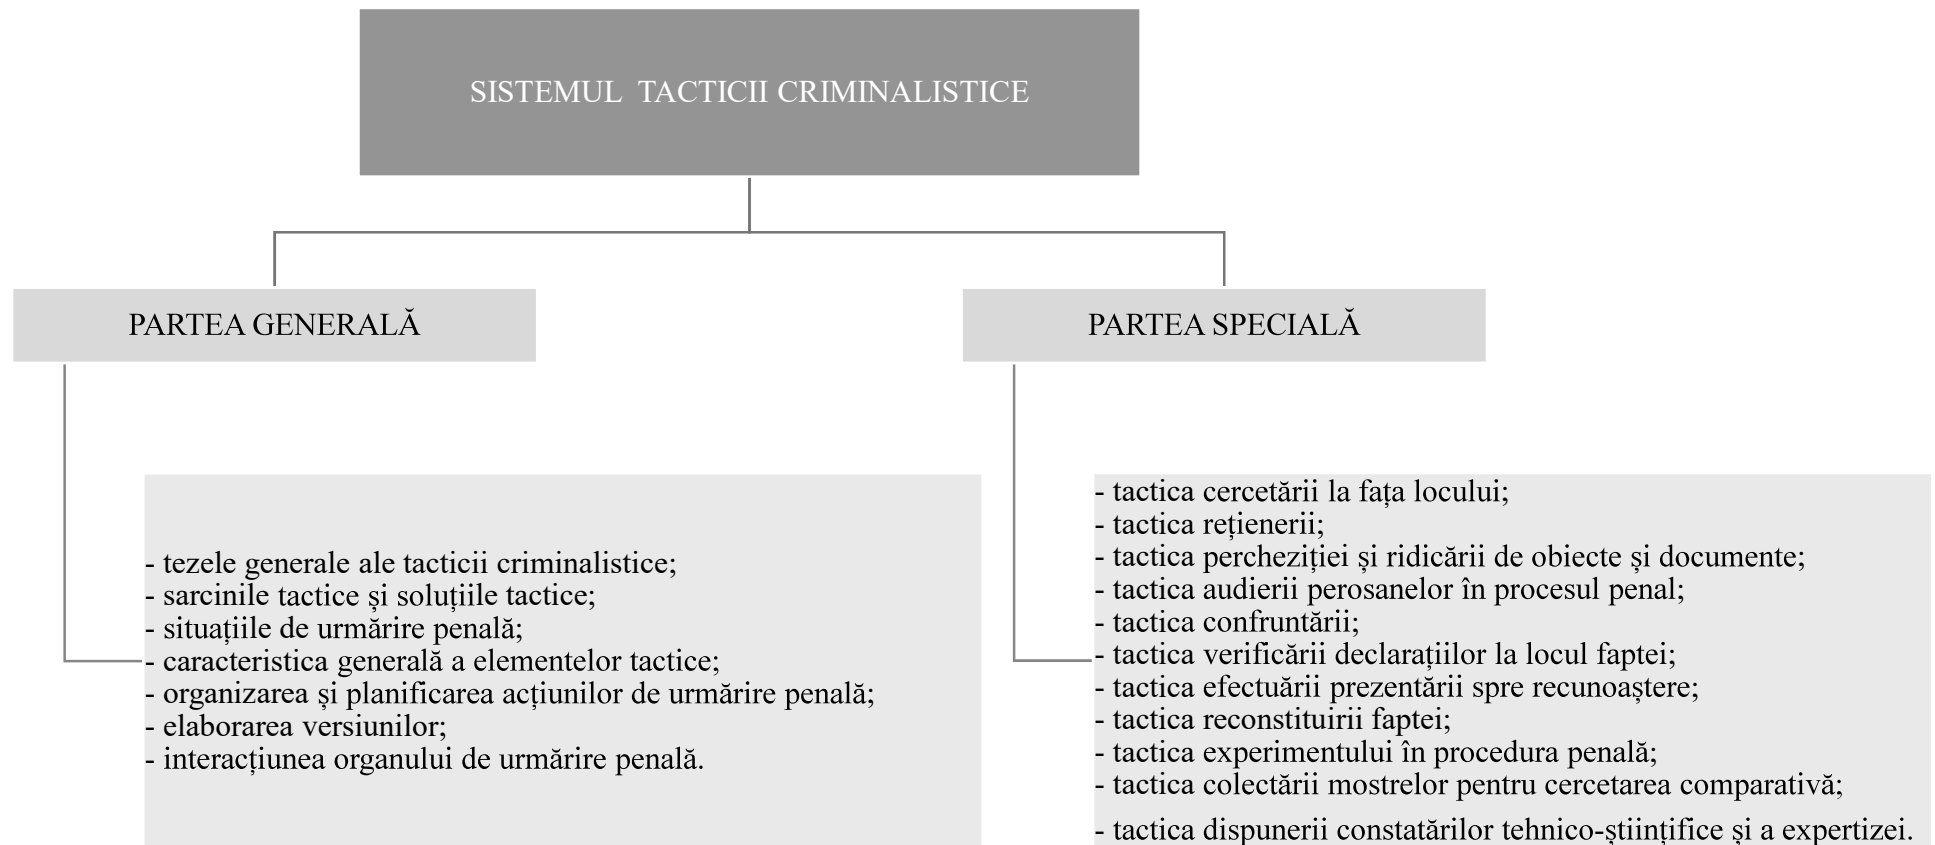 SISTEMUL TACTICII CRIMINALISTICE
PARTEA GENERALĂ
- tezele generale ale tacticii criminalistice;
- sarcinile tactice și soluțiile tactice;
- situațiile de urmărire penală;
- caracteristica generală a elementelor tactice;
- organizarea și planificarea acțiunilor de urmărire penală;
- elaborarea versiunilor;
- interacțiunea organului de urmărire penală.
PARTEA SPECIALĂ
- tactica cercetării la fața locului;
- tactica rețienerii;
- tactica percheziției și ridicării de obiecte și documente;
- tactica audierii perosanelor în procesul penal;
- tactica confruntării;
- tactica verificării declarațiilor la locul faptei;
- tactica efectuării prezentării spre recunoaștere;
- tactica reconstituirii faptei;
- tactica experimentului în procedura penală;
- tactica colectării mostrelor pentru cercetarea comparativă;
- tactica dispunerii constatărilor tehnico-științifice și a expertizei.